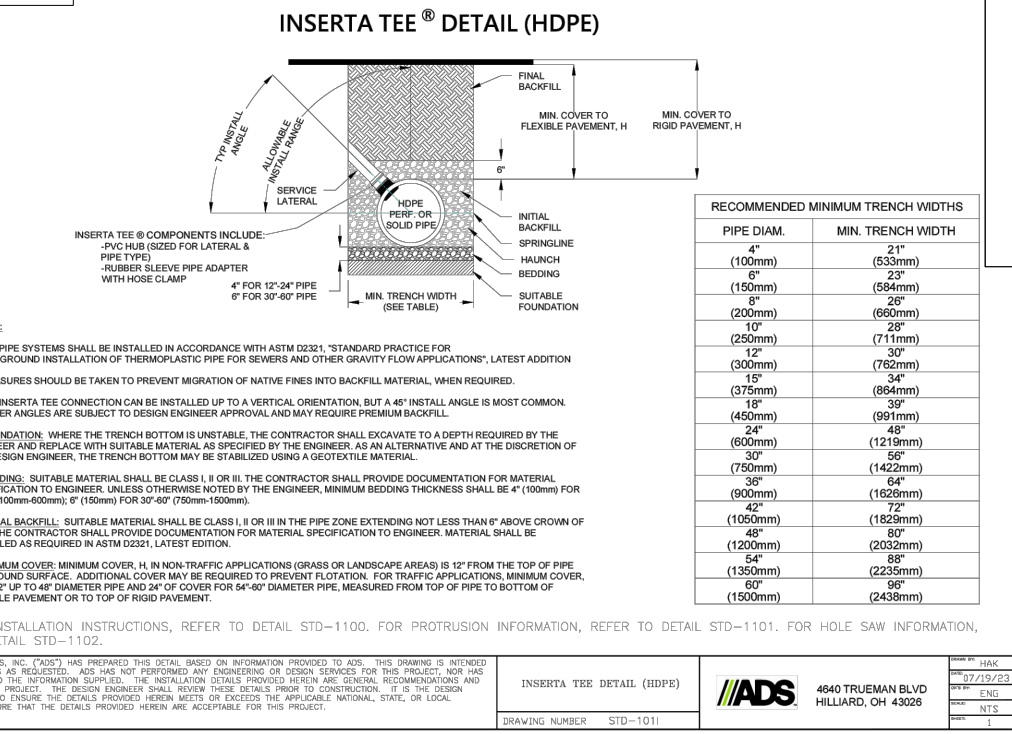 INSERTA TEE ® DETAIL (HDPE)
FINAL
BACKFILL
MIN. COVER TO
FLEXIBLE PAVEMENT, H
MIN. COVER TO
RIGID PAVEMENT, H
TYP INSTALL
ANGLE
ALLOWABLE
INSTALL RANGE
6"
SERVICE
LATERAL
HDPE
PERF. OR
SOLID PIPE
INSERTA TEE ® COMPONENTS INCLUDE:
-PVC HUB (SIZED FOR LATERAL &
PIPE TYPE)
-RUBBER SLEEVE PIPE ADAPTER
WITH HOSE CLAMP
INITIAL
BACKFILL
SPRINGLINE
HAUNCH
BEDDING
4" FOR 12"-24" PIPE
6" FOR 30"-60" PIPE
MIN. TRENCH WIDTH
(SEE TABLE)
SUITABLE
FOUNDATION
RECOMMENDED MINIMUM TRENCH WIDTHS
PIPE DIAM. MIN. TRENCH WIDTH
4" 21"
(100mm) (533mm)
6" 23"
(150mm) (584mm)
8" 26"
(200mm) (660mm)
10" 28"
(250mm) (711mm)
12" 30"
(300mm) (762mm)
15" 34"
(375mm) (864mm)
18" 39"
(450mm) (991mm)
24" 48"
(600mm) (1219mm)
30" 56"
(750mm) (1422mm)
36" 64"
(900mm) (1626mm)
42" 72"
(1050mm) (1829mm)
48" 80"
(1200mm) (2032mm)
54" 88"
(1350mm) (2235mm)
60" 96"
(1500mm) (2438mm)
:
PIPE SYSTEMS SHALL BE INSTALLED IN ACCORDANCE WITH ASTM D2321, "STANDARD PRACTICE FOR
GROUND INSTALLATION OF THERMOPLASTIC PIPE FOR SEWERS AND OTHER GRAVITY FLOW APPLICATIONS", LATEST ADDITION
SURES SHOULD BE TAKEN TO PREVENT MIGRATION OF NATIVE FINES INTO BACKFILL MATERIAL, WHEN REQUIRED.
INSERTA TEE CONNECTION CAN BE INSTALLED UP TO A VERTICAL ORIENTATION, BUT A 45° INSTALL ANGLE IS MOST COMMON.
ER ANGLES ARE SUBJECT TO DESIGN ENGINEER APPROVAL AND MAY REQUIRE PREMIUM BACKFILL.
NDATION: WHERE THE TRENCH BOTTOM IS UNSTABLE, THE CONTRACTOR SHALL EXCAVATE TO A DEPTH REQUIRED BY THE
EER AND REPLACE WITH SUITABLE MATERIAL AS SPECIFIED BY THE ENGINEER. AS AN ALTERNATIVE AND AT THE DISCRETION OF
ESIGN ENGINEER, THE TRENCH BOTTOM MAY BE STABILIZED USING A GEOTEXTILE MATERIAL.
DING: SUITABLE MATERIAL SHALL BE CLASS I, II OR III. THE CONTRACTOR SHALL PROVIDE DOCUMENTATION FOR MATERIAL
FICATION TO ENGINEER. UNLESS OTHERWISE NOTED BY THE ENGINEER, MINIMUM BEDDING THICKNESS SHALL BE 4" (100mm) FOR
100mm-600mm); 6" (150mm) FOR 30"-60" (750mm-1500mm).
AL BACKFILL: SUITABLE MATERIAL SHALL BE CLASS I, II OR III IN THE PIPE ZONE EXTENDING NOT LESS THAN 6" ABOVE CROWN OF
HE CONTRACTOR SHALL PROVIDE DOCUMENTATION FOR MATERIAL SPECIFICATION TO ENGINEER. MATERIAL SHALL BE
LED AS REQUIRED IN ASTM D2321, LATEST EDITION.
MUM COVER: MINIMUM COVER, H, IN NON-TRAFFIC APPLICATIONS (GRASS OR LANDSCAPE AREAS) IS 12" FROM THE TOP OF PIPE
OUND SURFACE. ADDITIONAL COVER MAY BE REQUIRED TO PREVENT FLOTATION. FOR TRAFFIC APPLICATIONS, MINIMUM COVER,
2" UP TO 48" DIAMETER PIPE AND 24" OF COVER FOR 54"-60" DIAMETER PIPE, MEASURED FROM TOP OF PIPE TO BOTTOM OF
LE PAVEMENT OR TO TOP OF RIGID PAVEMENT.
NSTALLATION INSTRUCTIONS, REFER TO DETAIL STD-1100. FOR PROTRUSION INFORMATION, REFER TO DETAIL STD-1101. FOR HOLE SAW INFORMATION,
ETAIL STD-1102.
S, INC. ("ADS") HAS PREPARED THIS DETAIL BASED ON INFORMATION PROVIDED TO ADS. THIS DRAWING IS INTENDED
S AS REQUESTED. ADS HAS NOT PERFORMED ANY ENGINEERING OR DESIGN SERVICES FOR THIS PROJECT, NOR HAS
D THE INFORMATION SUPPLIED. THE INSTALLATION DETAILS PROVIDED HEREIN ARE GENERAL RECOMMENDATIONS AND
PROJECT. THE DESIGN ENGINEER SHALL REVIEW THESE DETAILS PRIOR TO CONSTRUCTION. IT IS THE DESIGN
O ENSURE THE DETAILS PROVIDED HEREIN MEETS OR EXCEEDS THE APPLICABLE NATIONAL, STATE, OR LOCAL
URE THAT THE DETAILS PROVIDED HEREIN ARE ACCEPTABLE FOR THIS PROJECT.
INSERTA TEE DETAIL (HDPE)
DRAWING NUMBER STD-101I
ADS
4640 TRUEMAN BLVD
HILLIARD, OH 43026
DRAWN BY: HAK
DATE: 07/19/23
ENG
SCALE: NTS
SHEET: 1